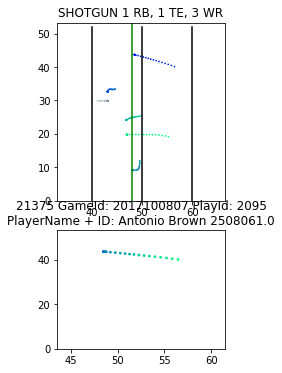 SHOTGUN 1 RB, 1 TE, 3 WR
50
40
30
20
10
0
40 50 60
21375 GameId: 2017100807 PlayId: 2095
PlayerName + ID: Antonio Brown 2508061.0
40
20
0
45 50 55 60